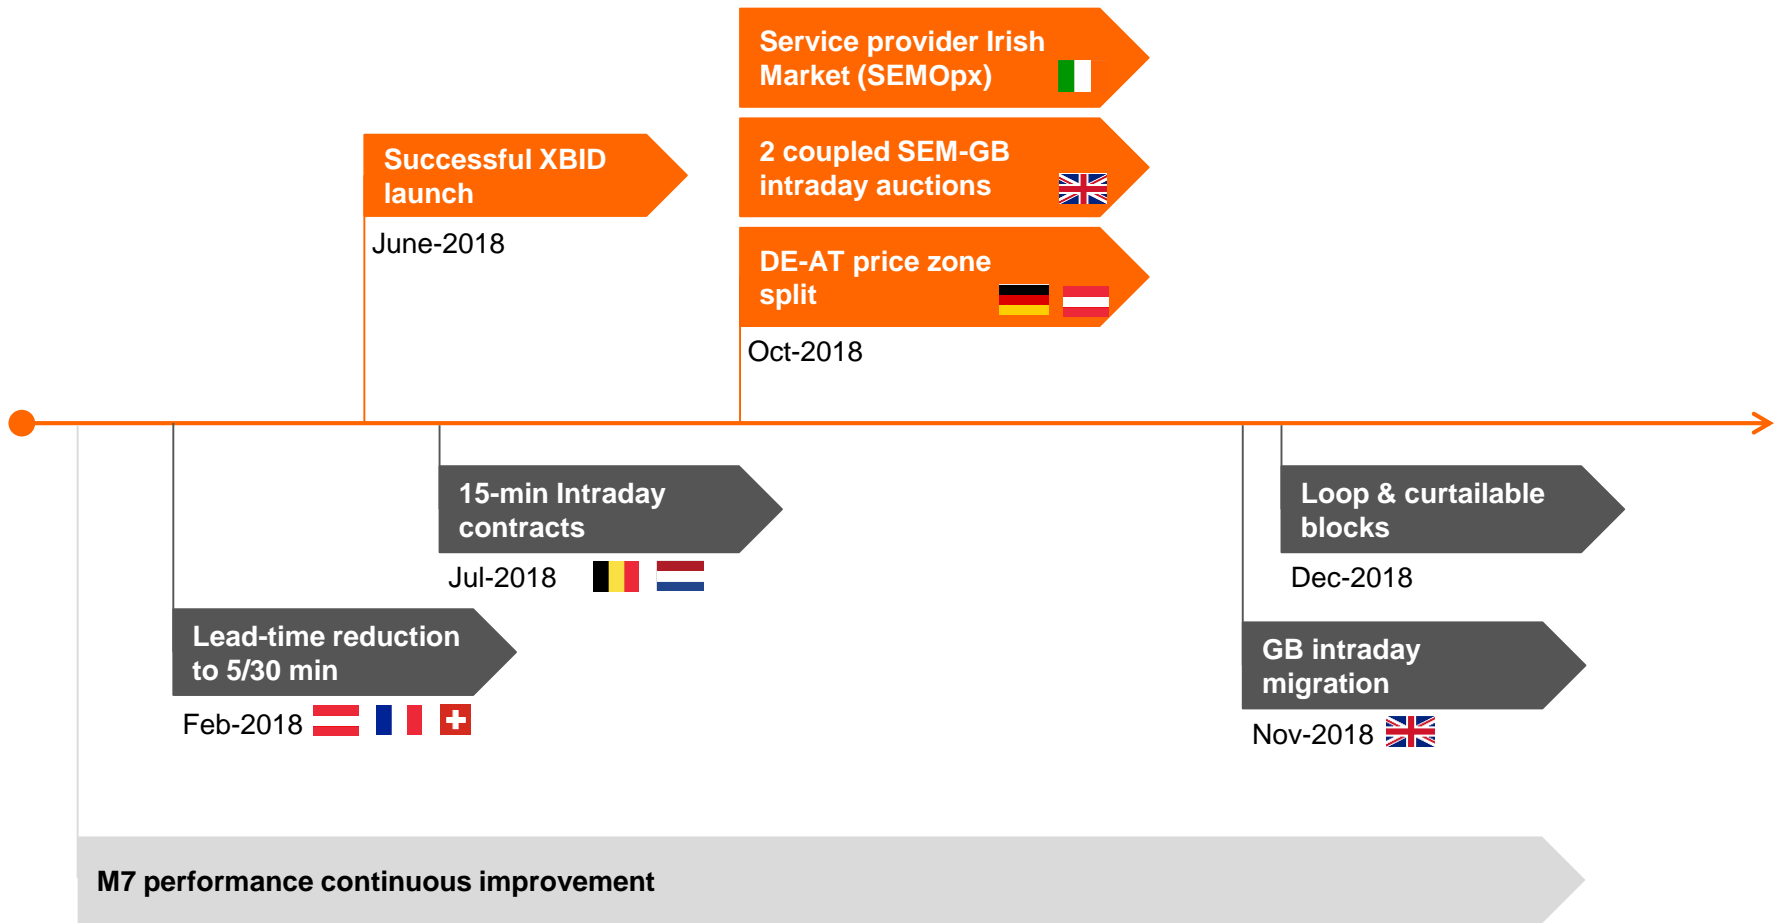 Service provider Irish
Market (SEMOpx)
2 coupled SEM-GB
intraday auctions
Successful XBID
launch
June-2018
DE-AT price zone
split
Oct-2018
15-min Intraday
contracts
Jul-2018
Loop & curtailable
blocks
Dec-2018
Lead-time reduction
to 5/30 min
Feb-2018
GB intraday
migration
Nov-2018
M7 performance continuous improvement